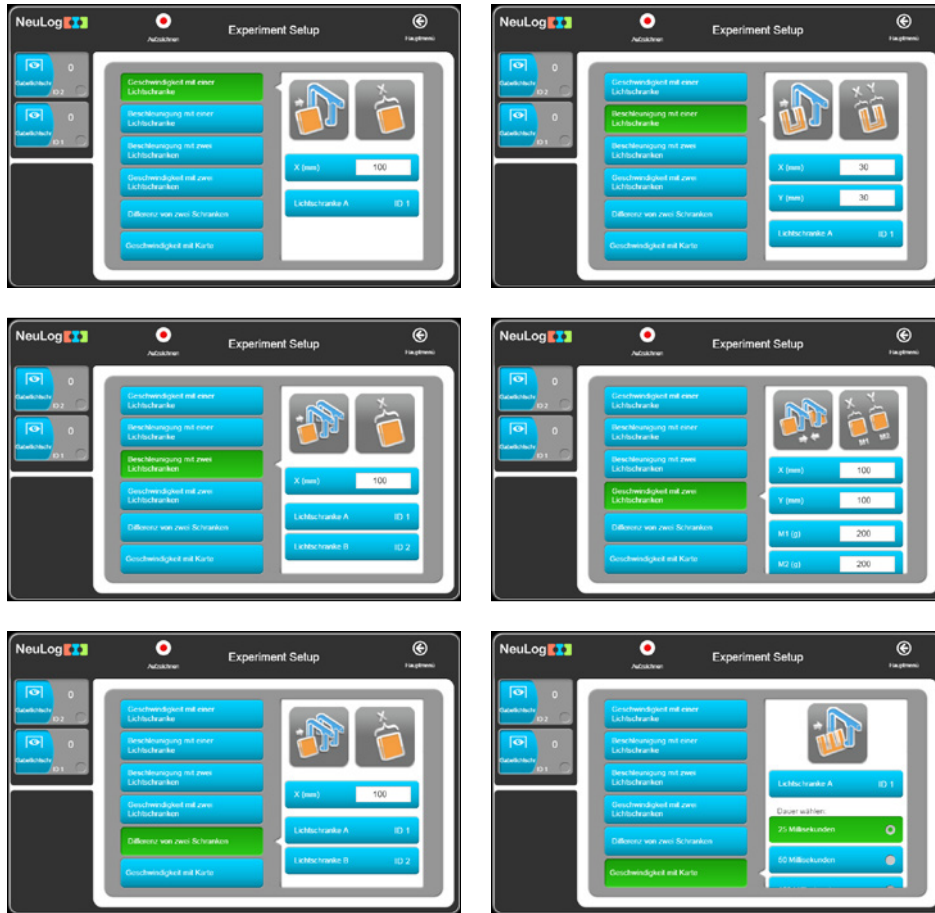 NeuLog
Aufzeichnen
Experiment Setup
Hauptmenü
0
Gabellichtschr
ID 2
0
Gabellichtschr
ID 1
Geschwindigkeit mit einer
Lichtschranke
Beschleunigung mit einer
Lichtschranke
Beschleunigung mit zwei
Lichtschranken
Geschwindigkeit mit zwei
Lichtschranken
Differenz von zwei Schranken
Geschwindigkeit mit Karte
X
X (mm) 100
Lichtschranke A ID 1
NeuLog
Aufzeichnen
Experiment Setup
Hauptmenü
0
Gabellichtschr
ID 2
0
Gabellichtschr
ID 1
Geschwindigkeit mit einer
Lichtschranke
Beschleunigung mit einer
Lichtschranke
Beschleunigung mit zwei
Lichtschranken
Geschwindigkeit mit zwei
Lichtschranken
Differenz von zwei Schranken
Geschwindigkeit mit Karte
X Y
X (mm) 30
Y (mm) 30
Lichtschranke A ID 1
NeuLog
Aufzeichnen
Experiment Setup
Hauptmenü
0
Gabellichtschr
ID 2
0
Gabellichtschr
ID 1
Geschwindigkeit mit einer
Lichtschranke
Beschleunigung mit einer
Lichtschranke
Beschleunigung mit zwei
Lichtschranken
Geschwindigkeit mit zwei
Lichtschranken
Differenz von zwei Schranken
Geschwindigkeit mit Karte
X
X (mm) 100
Lichtschranke A ID 1
Lichtschranke B ID 2
NeuLog
Aufzeichnen
Experiment Setup
Hauptmenü
0
Gabellichtschr
ID 2
0
Gabellichtschr
ID 1
Geschwindigkeit mit einer
Lichtschranke
Beschleunigung mit einer
Lichtschranke
Beschleunigung mit zwei
Lichtschranken
Geschwindigkeit mit zwei
Lichtschranken
Differenz von zwei Schranken
Geschwindigkeit mit Karte
X Y
M1 M2
X (mm) 100
Y (mm) 100
M1 (g) 200
M2 (g) 200
NeuLog
Aufzeichnen
Experiment Setup
Hauptmenü
0
Gabellichtschr
ID 2
0
Gabellichtschr
ID 1
Geschwindigkeit mit einer
Lichtschranke
Beschleunigung mit einer
Lichtschranke
Beschleunigung mit zwei
Lichtschranken
Geschwindigkeit mit zwei
Lichtschranken
Differenz von zwei Schranken
Geschwindigkeit mit Karte
X
X (mm) 100
Lichtschranke A ID 1
Lichtschranke B ID 2
NeuLog
Aufzeichnen
Experiment Setup
Hauptmenü
0
Gabellichtschr
ID 2
0
Gabellichtschr
ID 1
Geschwindigkeit mit einer
Lichtschranke
Beschleunigung mit einer
Lichtschranke
Beschleunigung mit zwei
Lichtschranken
Geschwindigkeit mit zwei
Lichtschranken
Differenz von zwei Schranken
Geschwindigkeit mit Karte
Lichtschranke A ID 1
Dauer wählen:
25 Millisekunden
60 Millisekunden